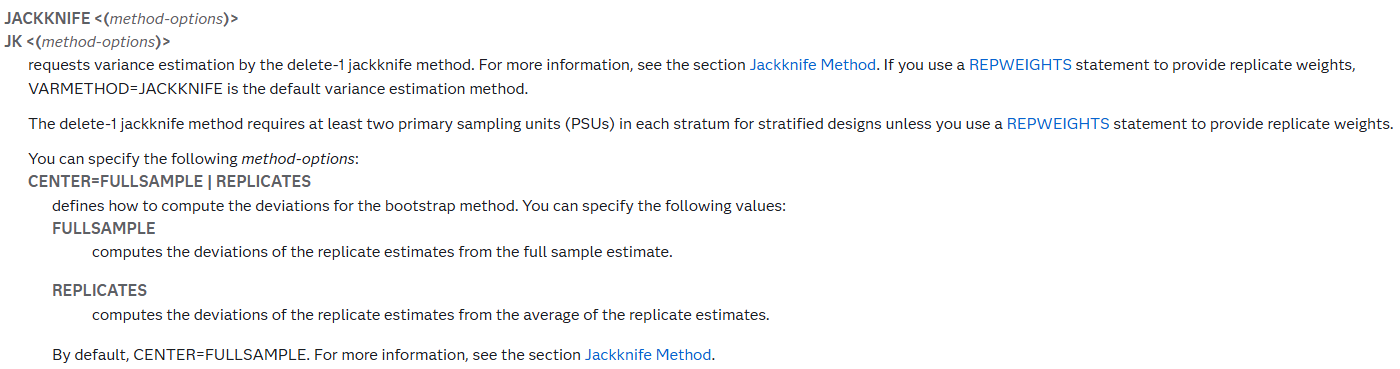 JACKKNIFE <(method-options)>
JK <(method-options)>
requests variance estimation by the delete-1 jackknife method. For more information, see the section Jackknife Method. If you use a REPWEIGHTS statement to provide replicate weights,
VARMETHOD=JACKKNIFE is the default variance estimation method.
The delete-1 jackknife method requires at least two primary sampling units (PSUs) in each stratum for stratified designs unless you use a REPWEIGHTS statement to provide replicate weights.
You can specify the following method-options:
CENTER=FULLSAMPLE | REPLICATES
defines how to compute the deviations for the bootstrap method. You can specify the following values:
FULLSAMPLE
computes the deviations of the replicate estimates from the full sample estimate.
REPLICATES
computes the deviations of the replicate estimates from the average of the replicate estimates.
By default, CENTER=FULLSAMPLE. For more information, see the section Jackknife Method.